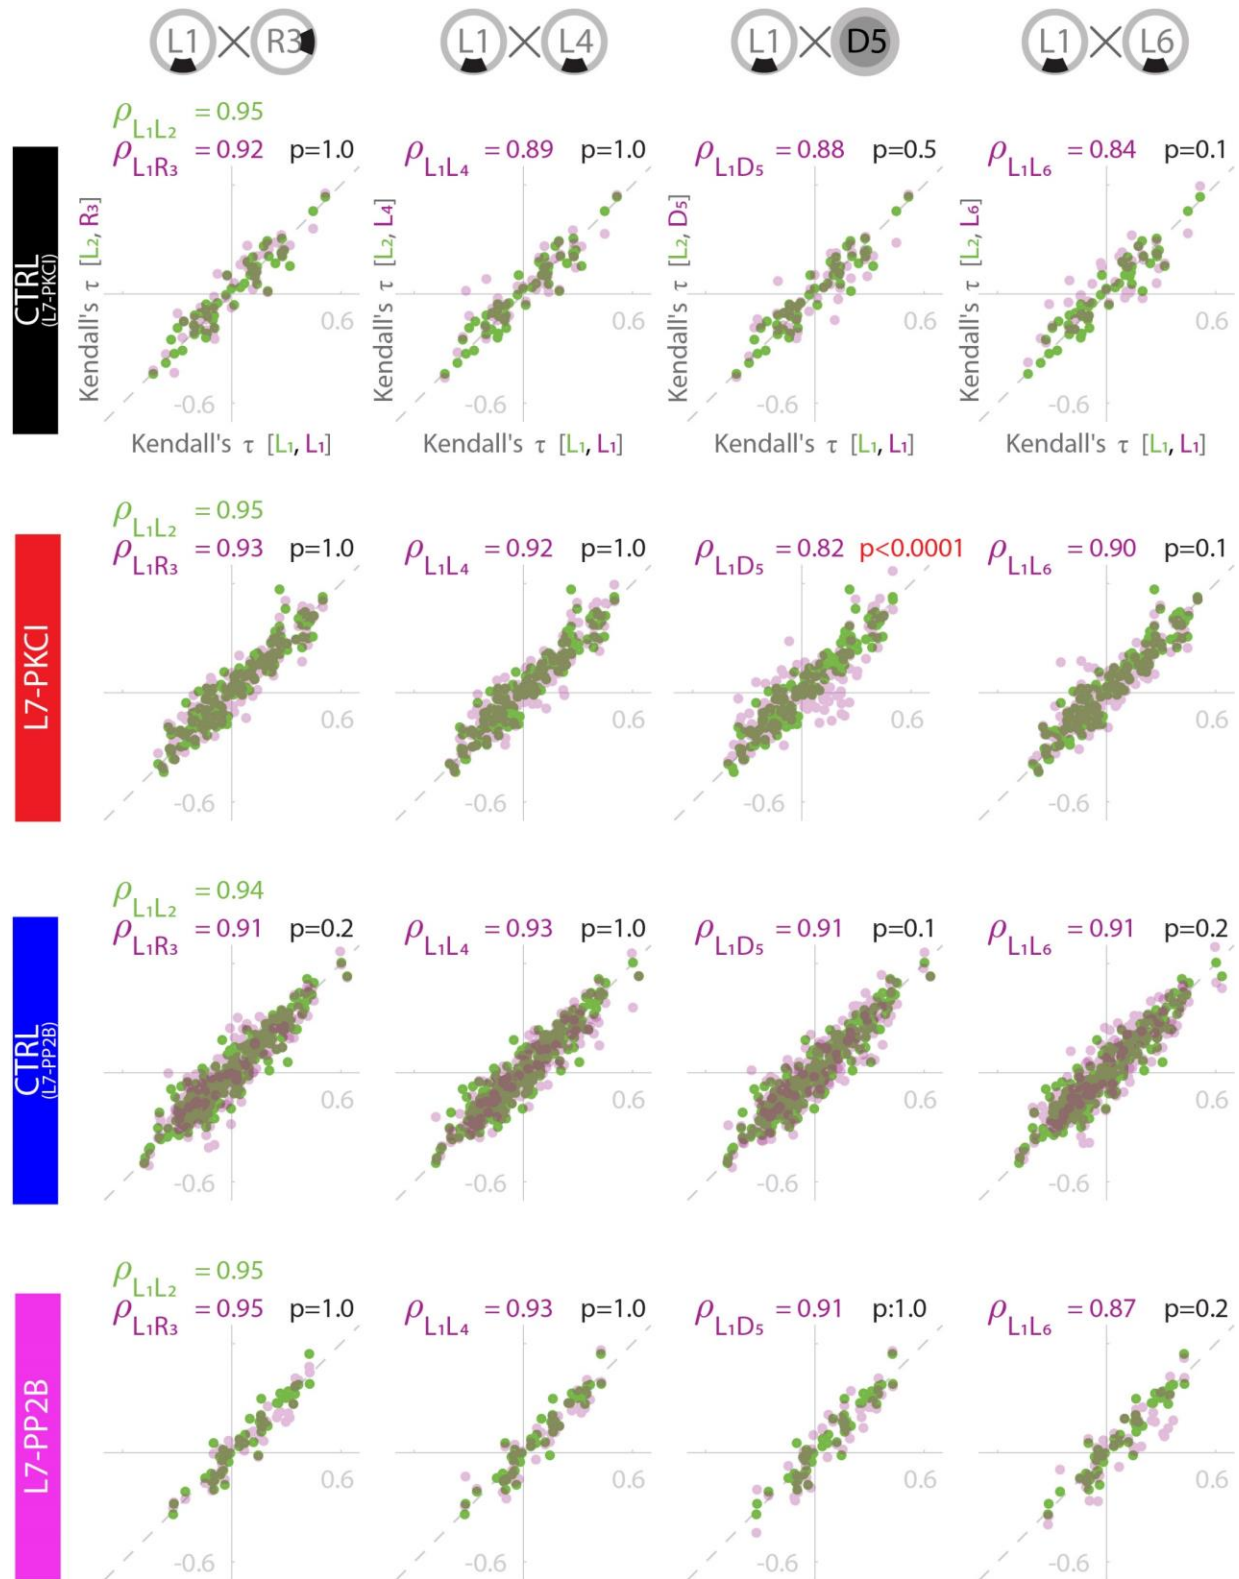 L1 × R3 L1 × L4 L1 × D5 L1 × L6
ρL₁L₂ = 0.95
ρL₁R₃ = 0.92 p=1.0 ρL₁L₄ = 0.89 p=1.0 ρL₁D₅ = 0.88 p=0.5 ρL₁L₆ = 0.84 p=0.1
CTRL
(L7-PKCI)
Kendall's τ [L₂, R₃]
Kendall's τ [L₂, L₄]
Kendall's τ [L₂, D₅]
Kendall's τ [L₂, L₆]
0.6 0.6 0.6 0.6
-0.6 -0.6 -0.6 -0.6
Kendall's τ [L₁, L₁] Kendall's τ [L₁, L₁] Kendall's τ [L₁, L₁] Kendall's τ [L₁, L₁]
ρL₁L₂ = 0.95
ρL₁R₃ = 0.93 p=1.0 ρL₁L₄ = 0.92 p=1.0 ρL₁D₅ = 0.82 p<0.0001 ρL₁L₆ = 0.90 p=0.1
L7-PKCI
0.6 0.6 0.6 0.6
-0.6 -0.6 -0.6 -0.6
ρL₁L₂ = 0.94
ρL₁R₃ = 0.91 p=0.2 ρL₁L₄ = 0.93 p=1.0 ρL₁D₅ = 0.91 p=0.1 ρL₁L₆ = 0.91 p=0.2
CTRL
(L7-PP2B)
0.6 0.6 0.6 0.6
-0.6 -0.6 -0.6 -0.6
ρL₁L₂ = 0.95
ρL₁R₃ = 0.95 p=1.0 ρL₁L₄ = 0.93 p=1.0 ρL₁D₅ = 0.91 p:1.0 ρL₁L₆ = 0.87 p=0.2
L7-PP2B
0.6 0.6 0.6 0.6
-0.6 -0.6 -0.6 -0.6